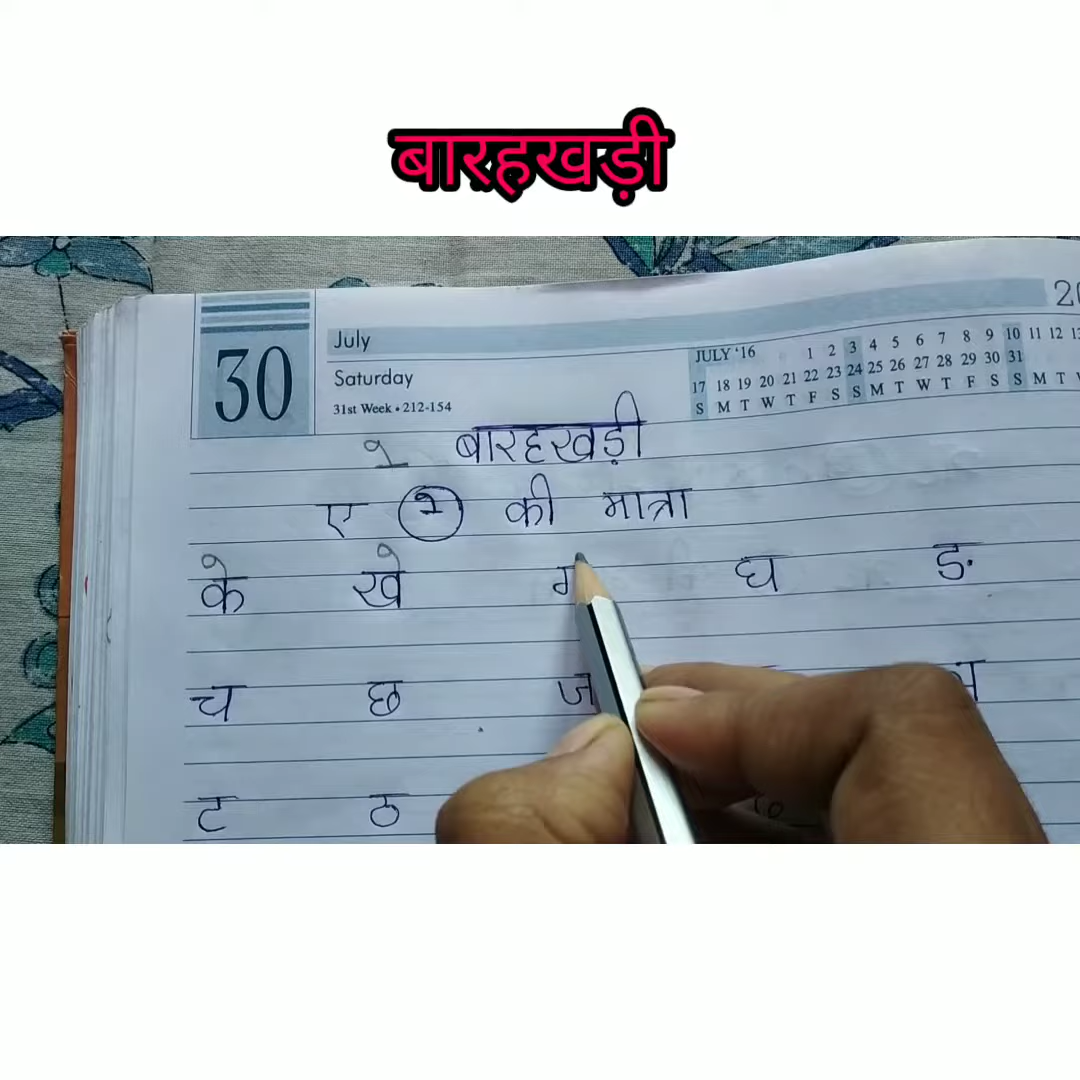 बारहखड़ी
30
July
Saturday
31st Week • 212-154
JULY '16 1 2 3 4 5 6 7 8 9 10 11 12
17 18 19 20 21 22 23 24 25 26 27 28 29 30 31
S M T W T F S S M T W T F S S M T
बारहखड़ी
ए े की मात्रा
के खे ग घ ङ
च छ ज
ट ठ